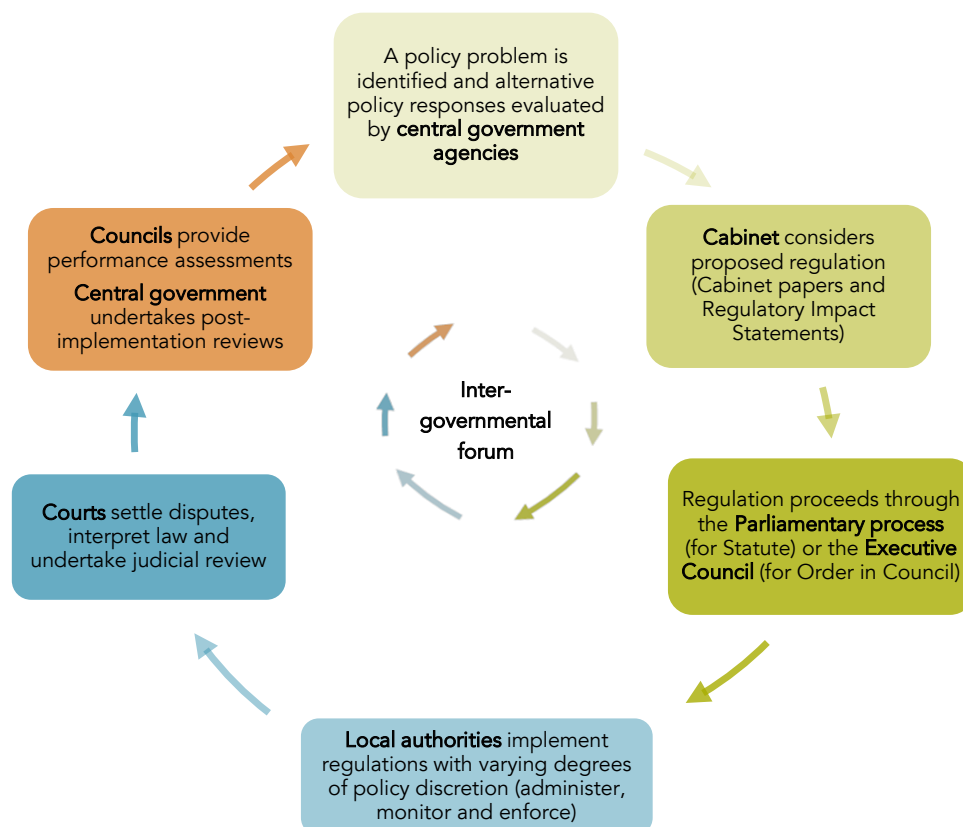 A policy problem is
identified and alternative
policy responses evaluated
by central government
agencies
Cabinet considers
proposed regulation
(Cabinet papers and
Regulatory Impact
Statements)
Regulation proceeds through
the Parliamentary process
(for Statute) or the Executive
Council (for Order in Council)
Local authorities implement
regulations with varying degrees
of policy discretion (administer,
monitor and enforce)
Courts settle disputes,
interpret law and
undertake judicial review
Councils provide
performance assessments
Central government
undertakes post-
implementation reviews
Inter-
governmental
forum